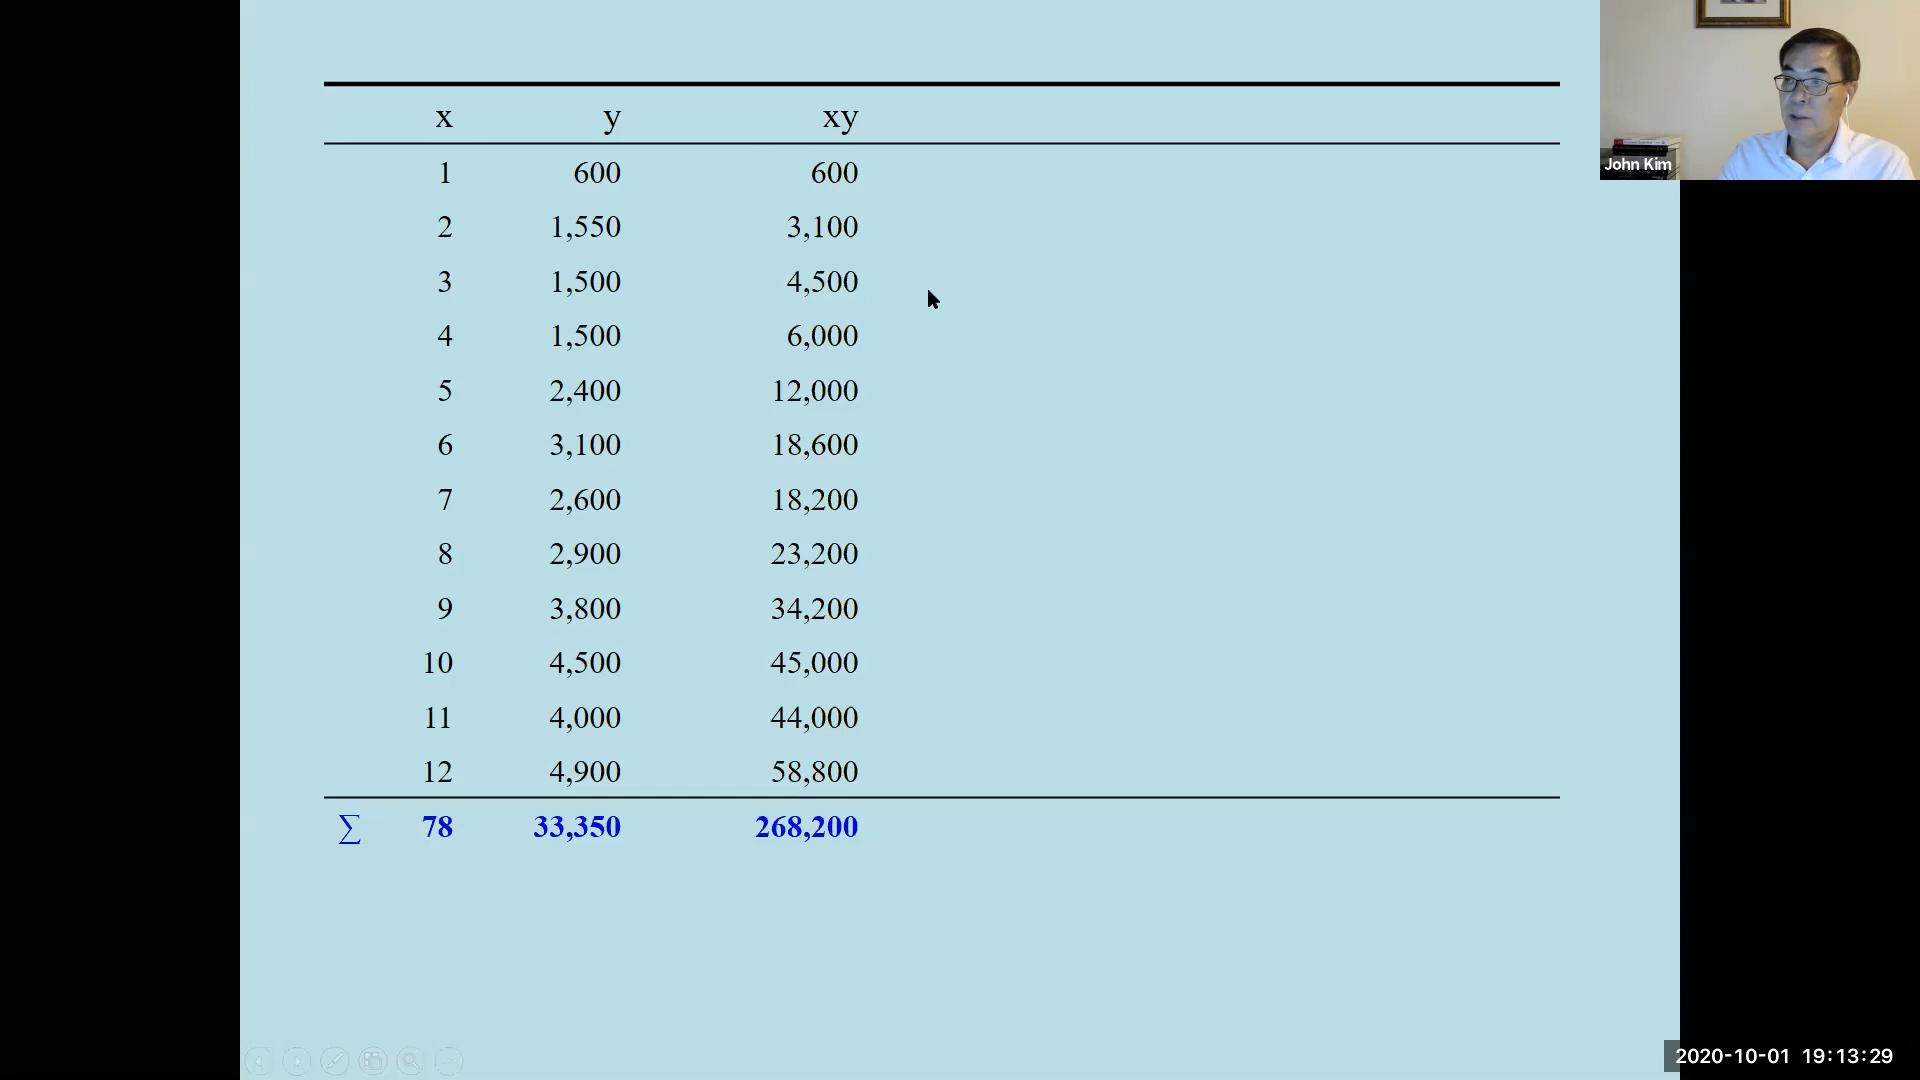 x y xy
1 600 600
2 1,550 3,100
3 1,500 4,500
4 1,500 6,000
5 2,400 12,000
6 3,100 18,600
7 2,600 18,200
8 2,900 23,200
9 3,800 34,200
10 4,500 45,000
11 4,000 44,000
12 4,900 58,800
∑ 78 33,350 268,200
John Kim
2020-10-01 19:13:29